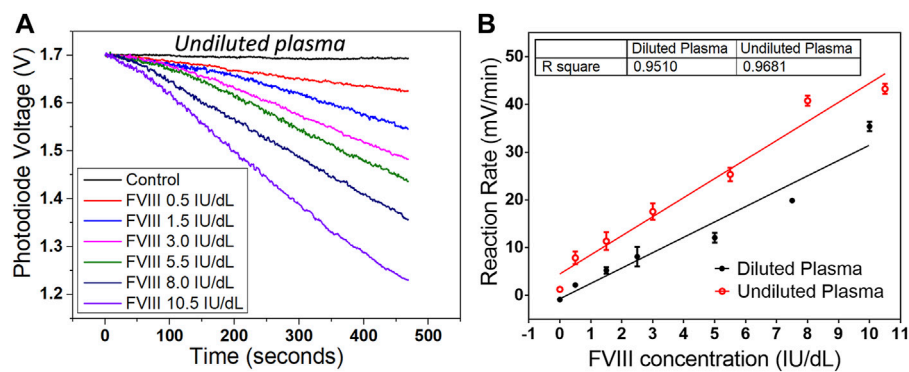 A
Undiluted plasma
Photodiode Voltage (V)
1.7
1.6
1.5
1.4
1.3
1.2
Control
FVIII 0.5 IU/dL
FVIII 1.5 IU/dL
FVIII 3.0 IU/dL
FVIII 5.5 IU/dL
FVIII 8.0 IU/dL
FVIII 10.5 IU/dL
0 100 200 300 400 500
Time (seconds)
B
Reaction Rate (mV/min)
50
40
30
20
10
0
Diluted Plasma Undiluted Plasma
R square 0.9510 0.9681
Diluted Plasma
Undiluted Plasma
0 1 2 3 4 5 6 7 8 9 10
FVIII concentration (IU/dL)